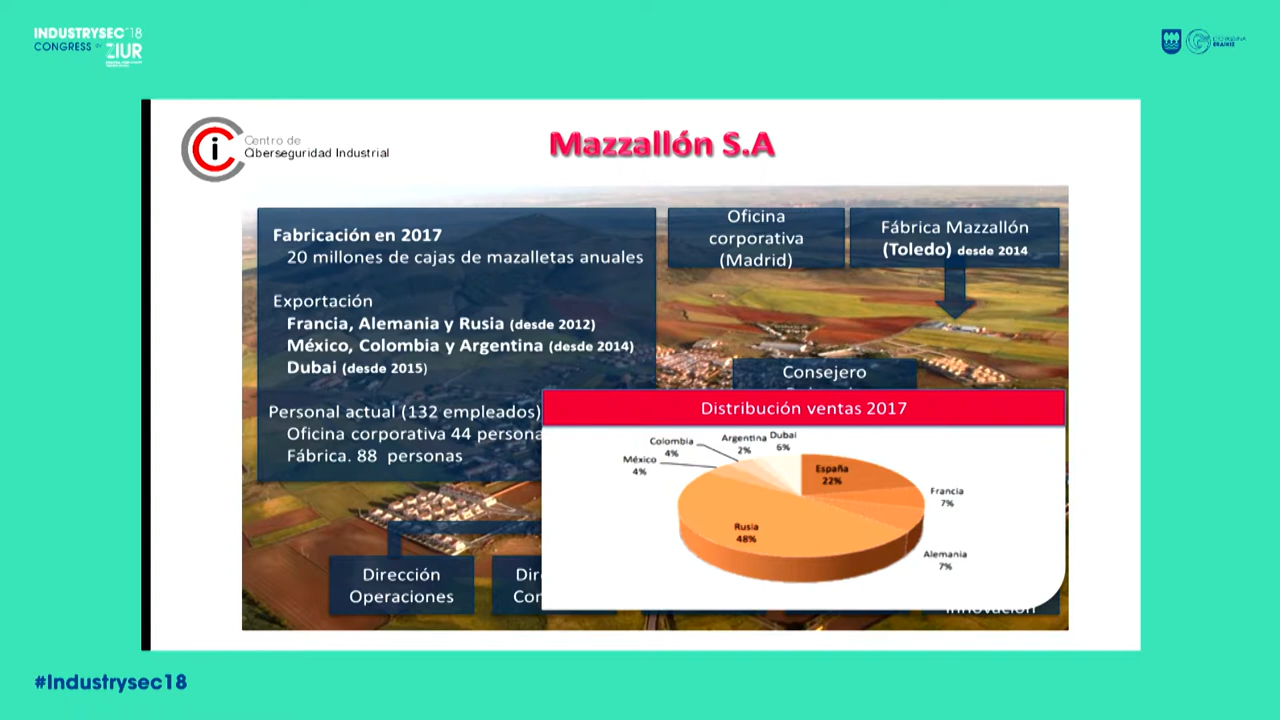 INDUSTRYSEC'18
CONGRESS BY ZIUR
Centro de
Ciberseguridad Industrial
Mazzallón S.A
Fabricación en 2017
20 millones de cajas de mazalletas anuales
Exportación
Francia, Alemania y Rusia (desde 2012)
México, Colombia y Argentina (desde 2014)
Dubai (desde 2015)
Personal actual (132 empleados)
Oficina corporativa 44 persona
Fábrica. 88 personas
Oficina
corporativa
(Madrid)
Fábrica Mazzallón
(Toledo) desde 2014
Consejero
Distribución ventas 2017
Colombia
4%
Argentina
2%
Dubai
6%
México
4%
España
22%
Francia
7%
Rusia
48%
Alemania
7%
Dirección
Operaciones
Dir
Con
Innovación
#Industrysec18